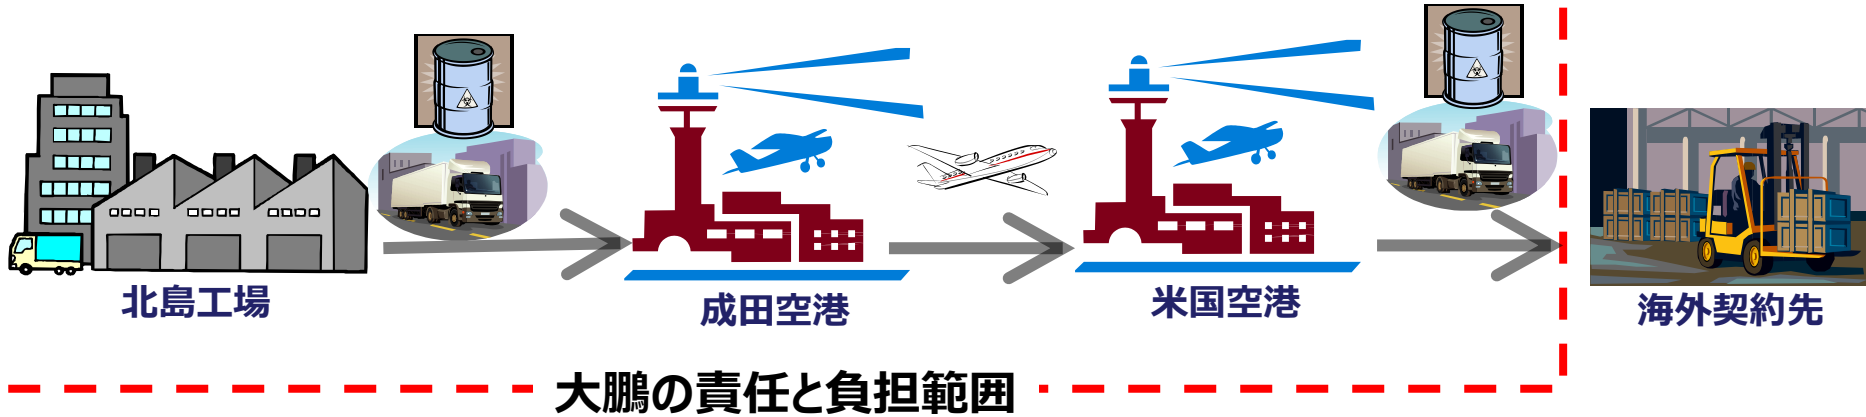 北島工場
成田空港
米国空港
海外契約先
大鵬の責任と負担範囲